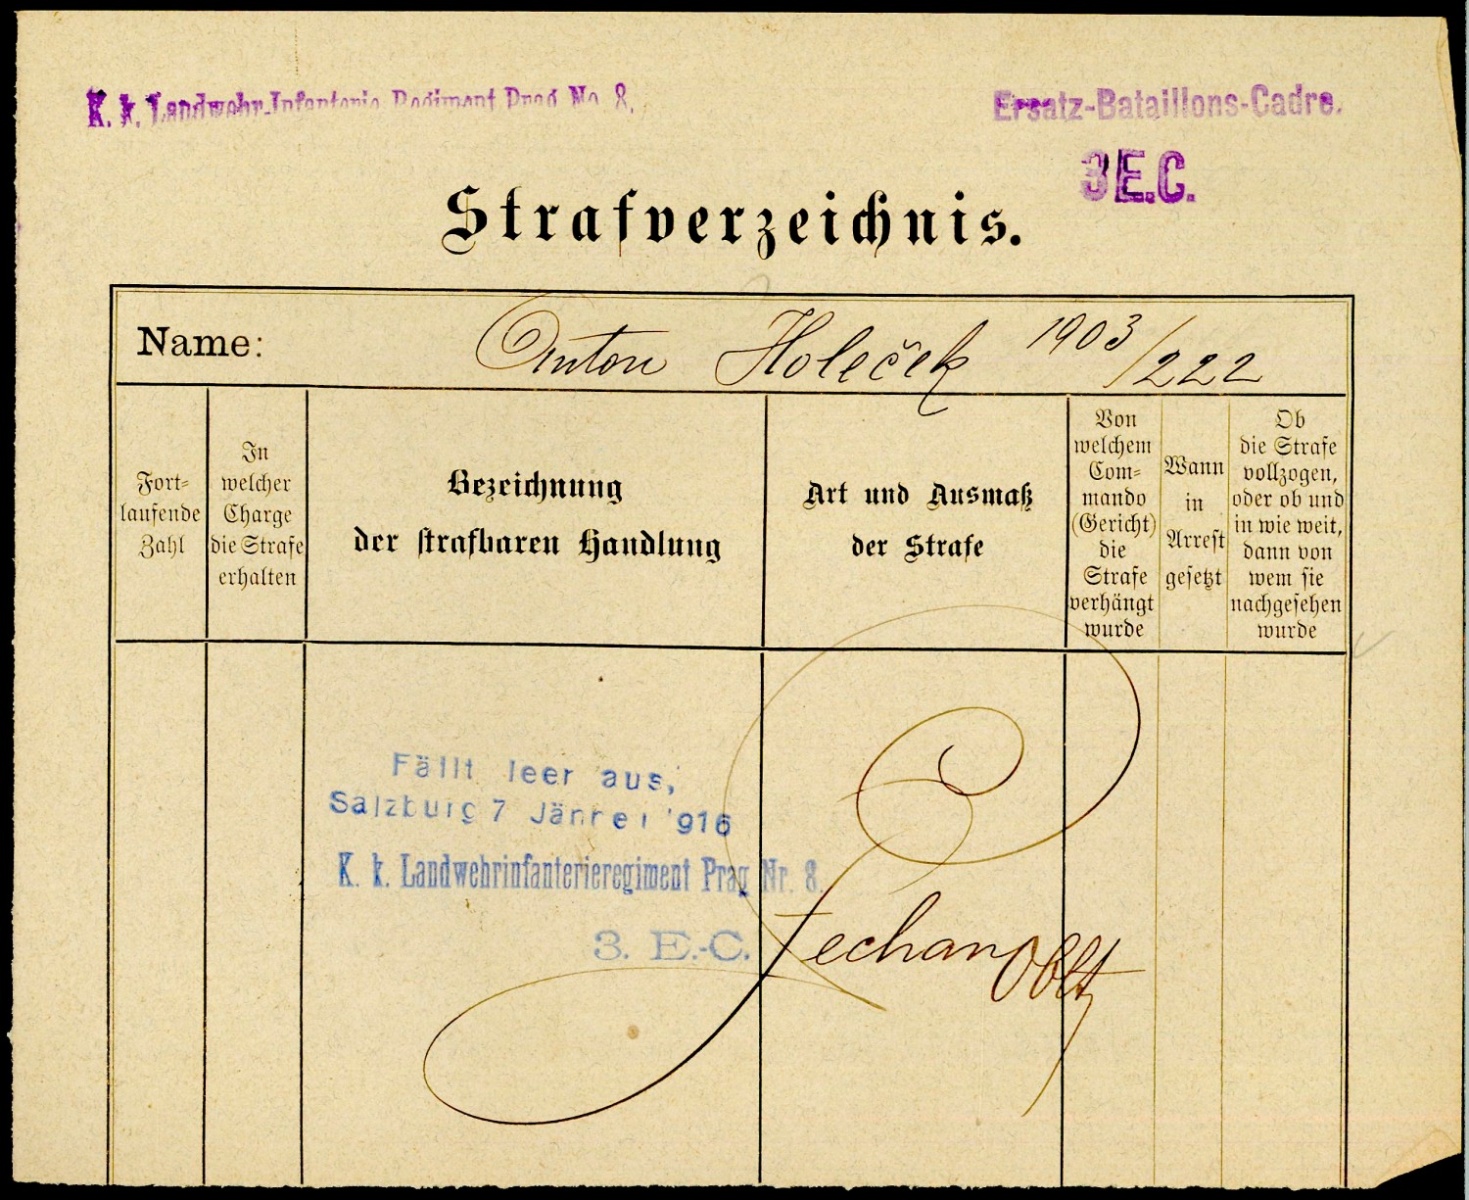 K. k. Landwehr-Infanterie Regiment Prag No. 8.
Ersatz-Bataillons-Cadre.
3 E.C.
Strafverzeichnis.
Name: Anton Holeček 1903/222
Fort-
laufende
Zahl
In
welcher
Charge
die Strafe
erhalten
Bezeichnung
der strafbaren Handlung
Art und Ausmaß
der Strafe
Von
welchem
Com-
mando
(Gericht)
die
Strafe
verhängt
wurde
Wann
in
Arrest
gesetzt
Ob
die Strafe
vollzogen,
oder ob und
in wie weit,
dann von
wem sie
nachgesehen
wurde
Fällt leer aus,
Salzburg 7 Jänner 1916
K. k. Landwehrinfanterieregiment Prag Nr. 8.
3. E.-C.
Oblt